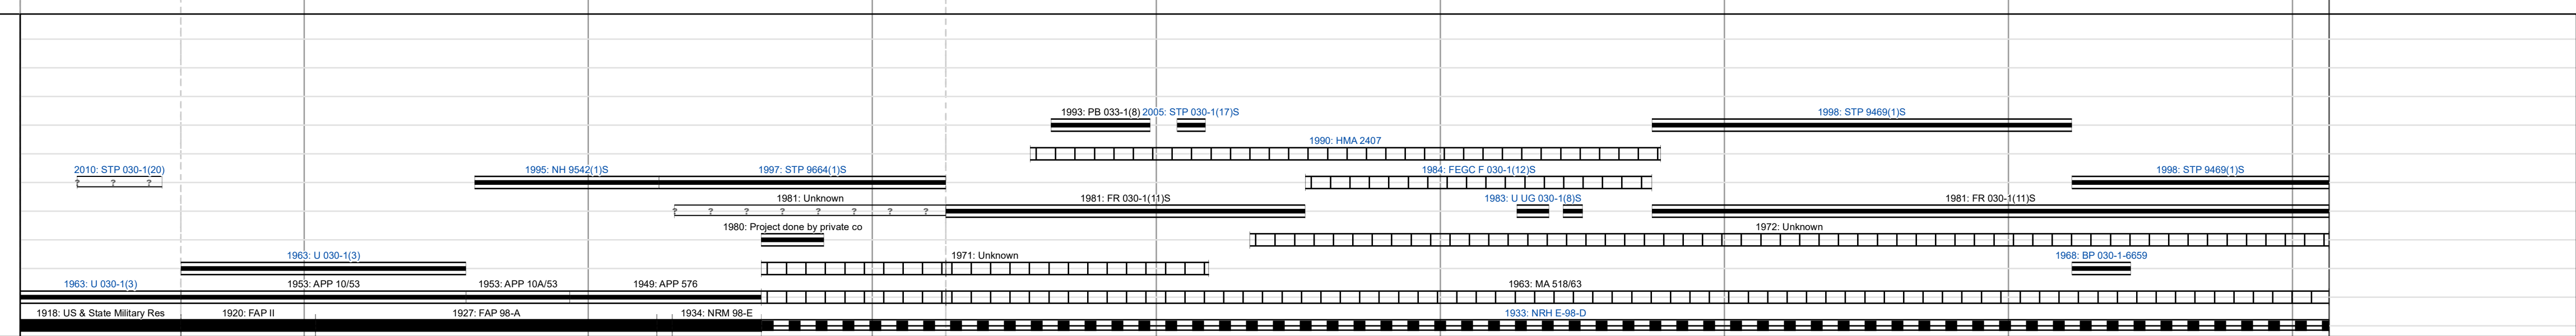 1993: PB 033-1(8) 2005: STP 030-1(17)S 1998: STP 9469(1)S
1990: HMA 2407
2010: STP 030-1(20) 1995: NH 9542(1)S 1997: STP 9664(1)S 1984: FEGC F 030-1(12)S 1998: STP 9469(1)S
? ? ?
1981: Unknown 1981: FR 030-1(11)S 1983: U UG 030-1(8)S 1981: FR 030-1(11)S
? ? ? ? ? ? ? ?
1980: Project done by private co 1972: Unknown
1963: U 030-1(3) 1971: Unknown 1968: BP 030-1-6659
1963: U 030-1(3) 1953: APP 10/53 1953: APP 10A/53 1949: APP 576 1963: MA 518/63
1918: US & State Military Res 1920: FAP II 1927: FAP 98-A 1934: NRM 98-E 1933: NRH E-98-D